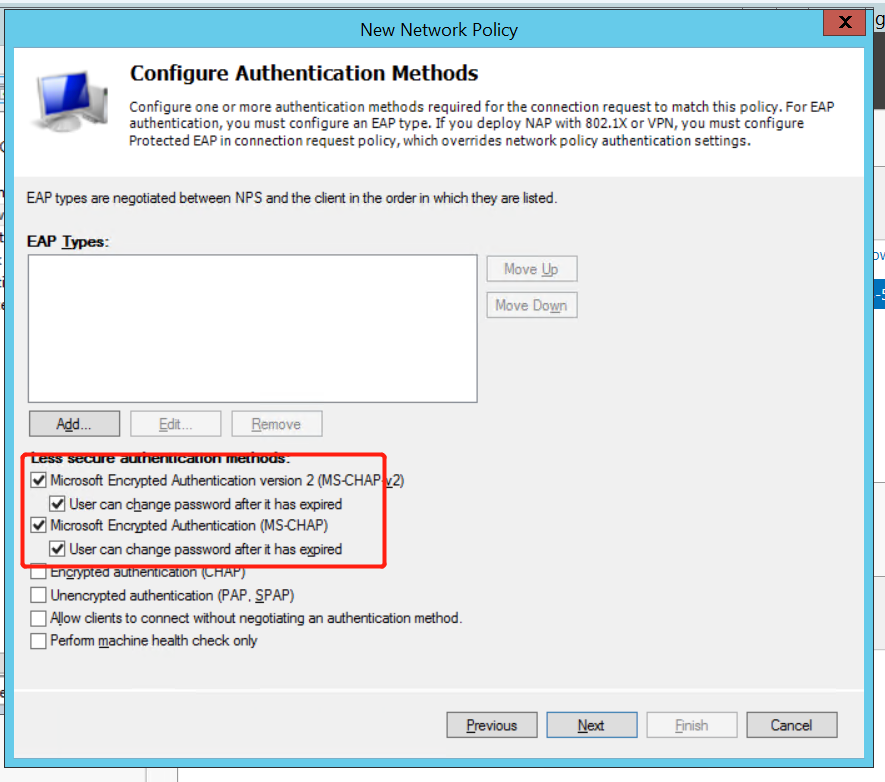 New Network Policy
X
Configure Authentication Methods
Configure one or more authentication methods required for the connection request to match this policy. For EAP
authentication, you must configure an EAP type. If you deploy NAP with 802.1X or VPN, you must configure
Protected EAP in connection request policy, which overrides network policy authentication settings.
EAP types are negotiated between NPS and the client in the order in which they are listed.
EAP Types:
Move Up
Move Down
Add...
Edit...
Remove
Less secure authentication methods:
Microsoft Encrypted Authentication version 2 (MS-CHAP-v2)
User can change password after it has expired
Microsoft Encrypted Authentication (MS-CHAP)
User can change password after it has expired
Encrypted authentication (CHAP)
Unencrypted authentication (PAP, SPAP)
Allow clients to connect without negotiating an authentication method.
Perform machine health check only
Previous
Next
Finish
Cancel